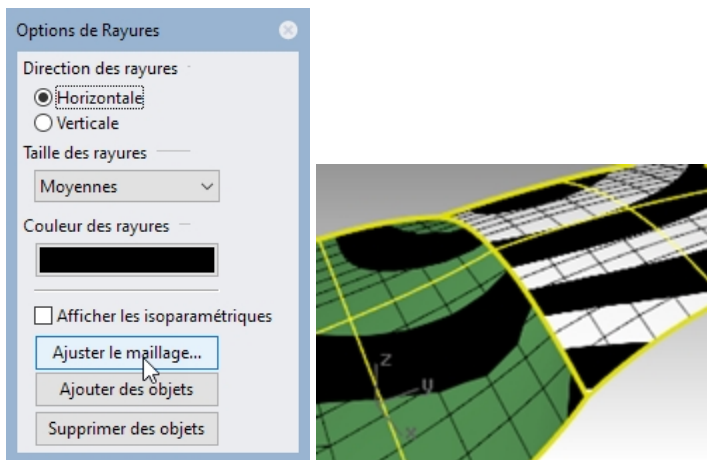 Options de Rayures
Direction des rayures
Horizontale
Verticale
Taille des rayures
Moyennes
Couleur des rayures
Afficher les isoparamétriques
Ajuster le maillage...
Ajouter des objets
Supprimer des objets
z
y
x